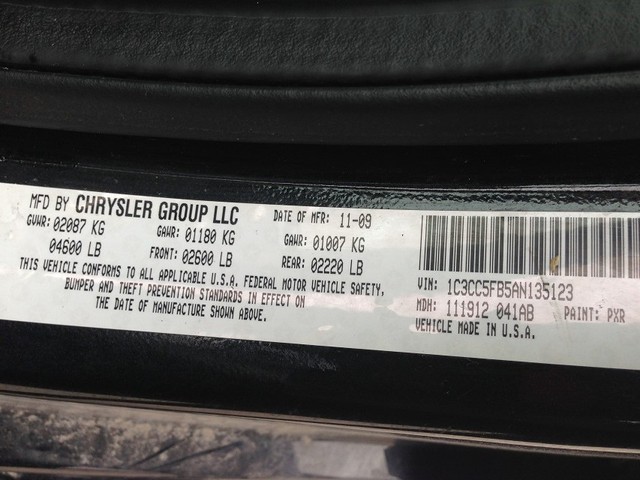 MFD BY CHRYSLER GROUP LLC DATE OF MFR: 11-09
GVWR: 02087 KG GAWR: 01180 KG GAWR: 01007 KG
04600 LB FRONT: 02600 LB REAR: 02220 LB
THIS VEHICLE CONFORMS TO ALL APPLICABLE U.S.A. FEDERAL MOTOR VEHICLE SAFETY,
BUMPER AND THEFT PREVENTION STANDARDS IN EFFECT ON
THE DATE OF MANUFACTURE SHOWN ABOVE.
VIN: 1C3CC5FB5AN135123
MDH: 111912 041AB PAINT: PXR
VEHICLE MADE IN U.S.A.